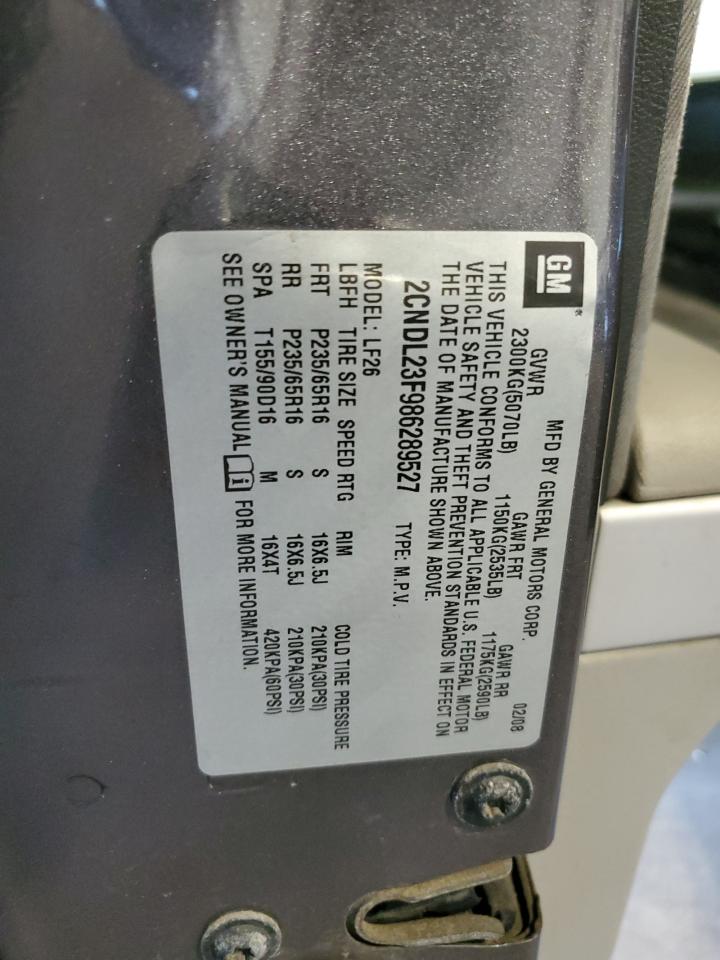 GM
MFD BY GENERAL MOTORS CORP. 02/08
GVWR GAWR FRT GAWR RR
2300KG(5070LB) 1150KG(2535LB) 1175KG(2590LB)
THIS VEHICLE CONFORMS TO ALL APPLICABLE U.S. FEDERAL MOTOR
VEHICLE SAFETY AND THEFT PREVENTION STANDARDS IN EFFECT ON
THE DATE OF MANUFACTURE SHOWN ABOVE.
2CNDL23F986289527 TYPE: M.P.V.
MODEL: LF26
LBFH TIRE SIZE SPEED RTG RIM COLD TIRE PRESSURE
FRT P235/65R16 S 16X6.5J 210KPA(30PSI)
RR P235/65R16 S 16X6.5J 210KPA(30PSI)
SPA T155/90D16 M 16X4T 420KPA(60PSI)
SEE OWNER'S MANUAL FOR MORE INFORMATION.